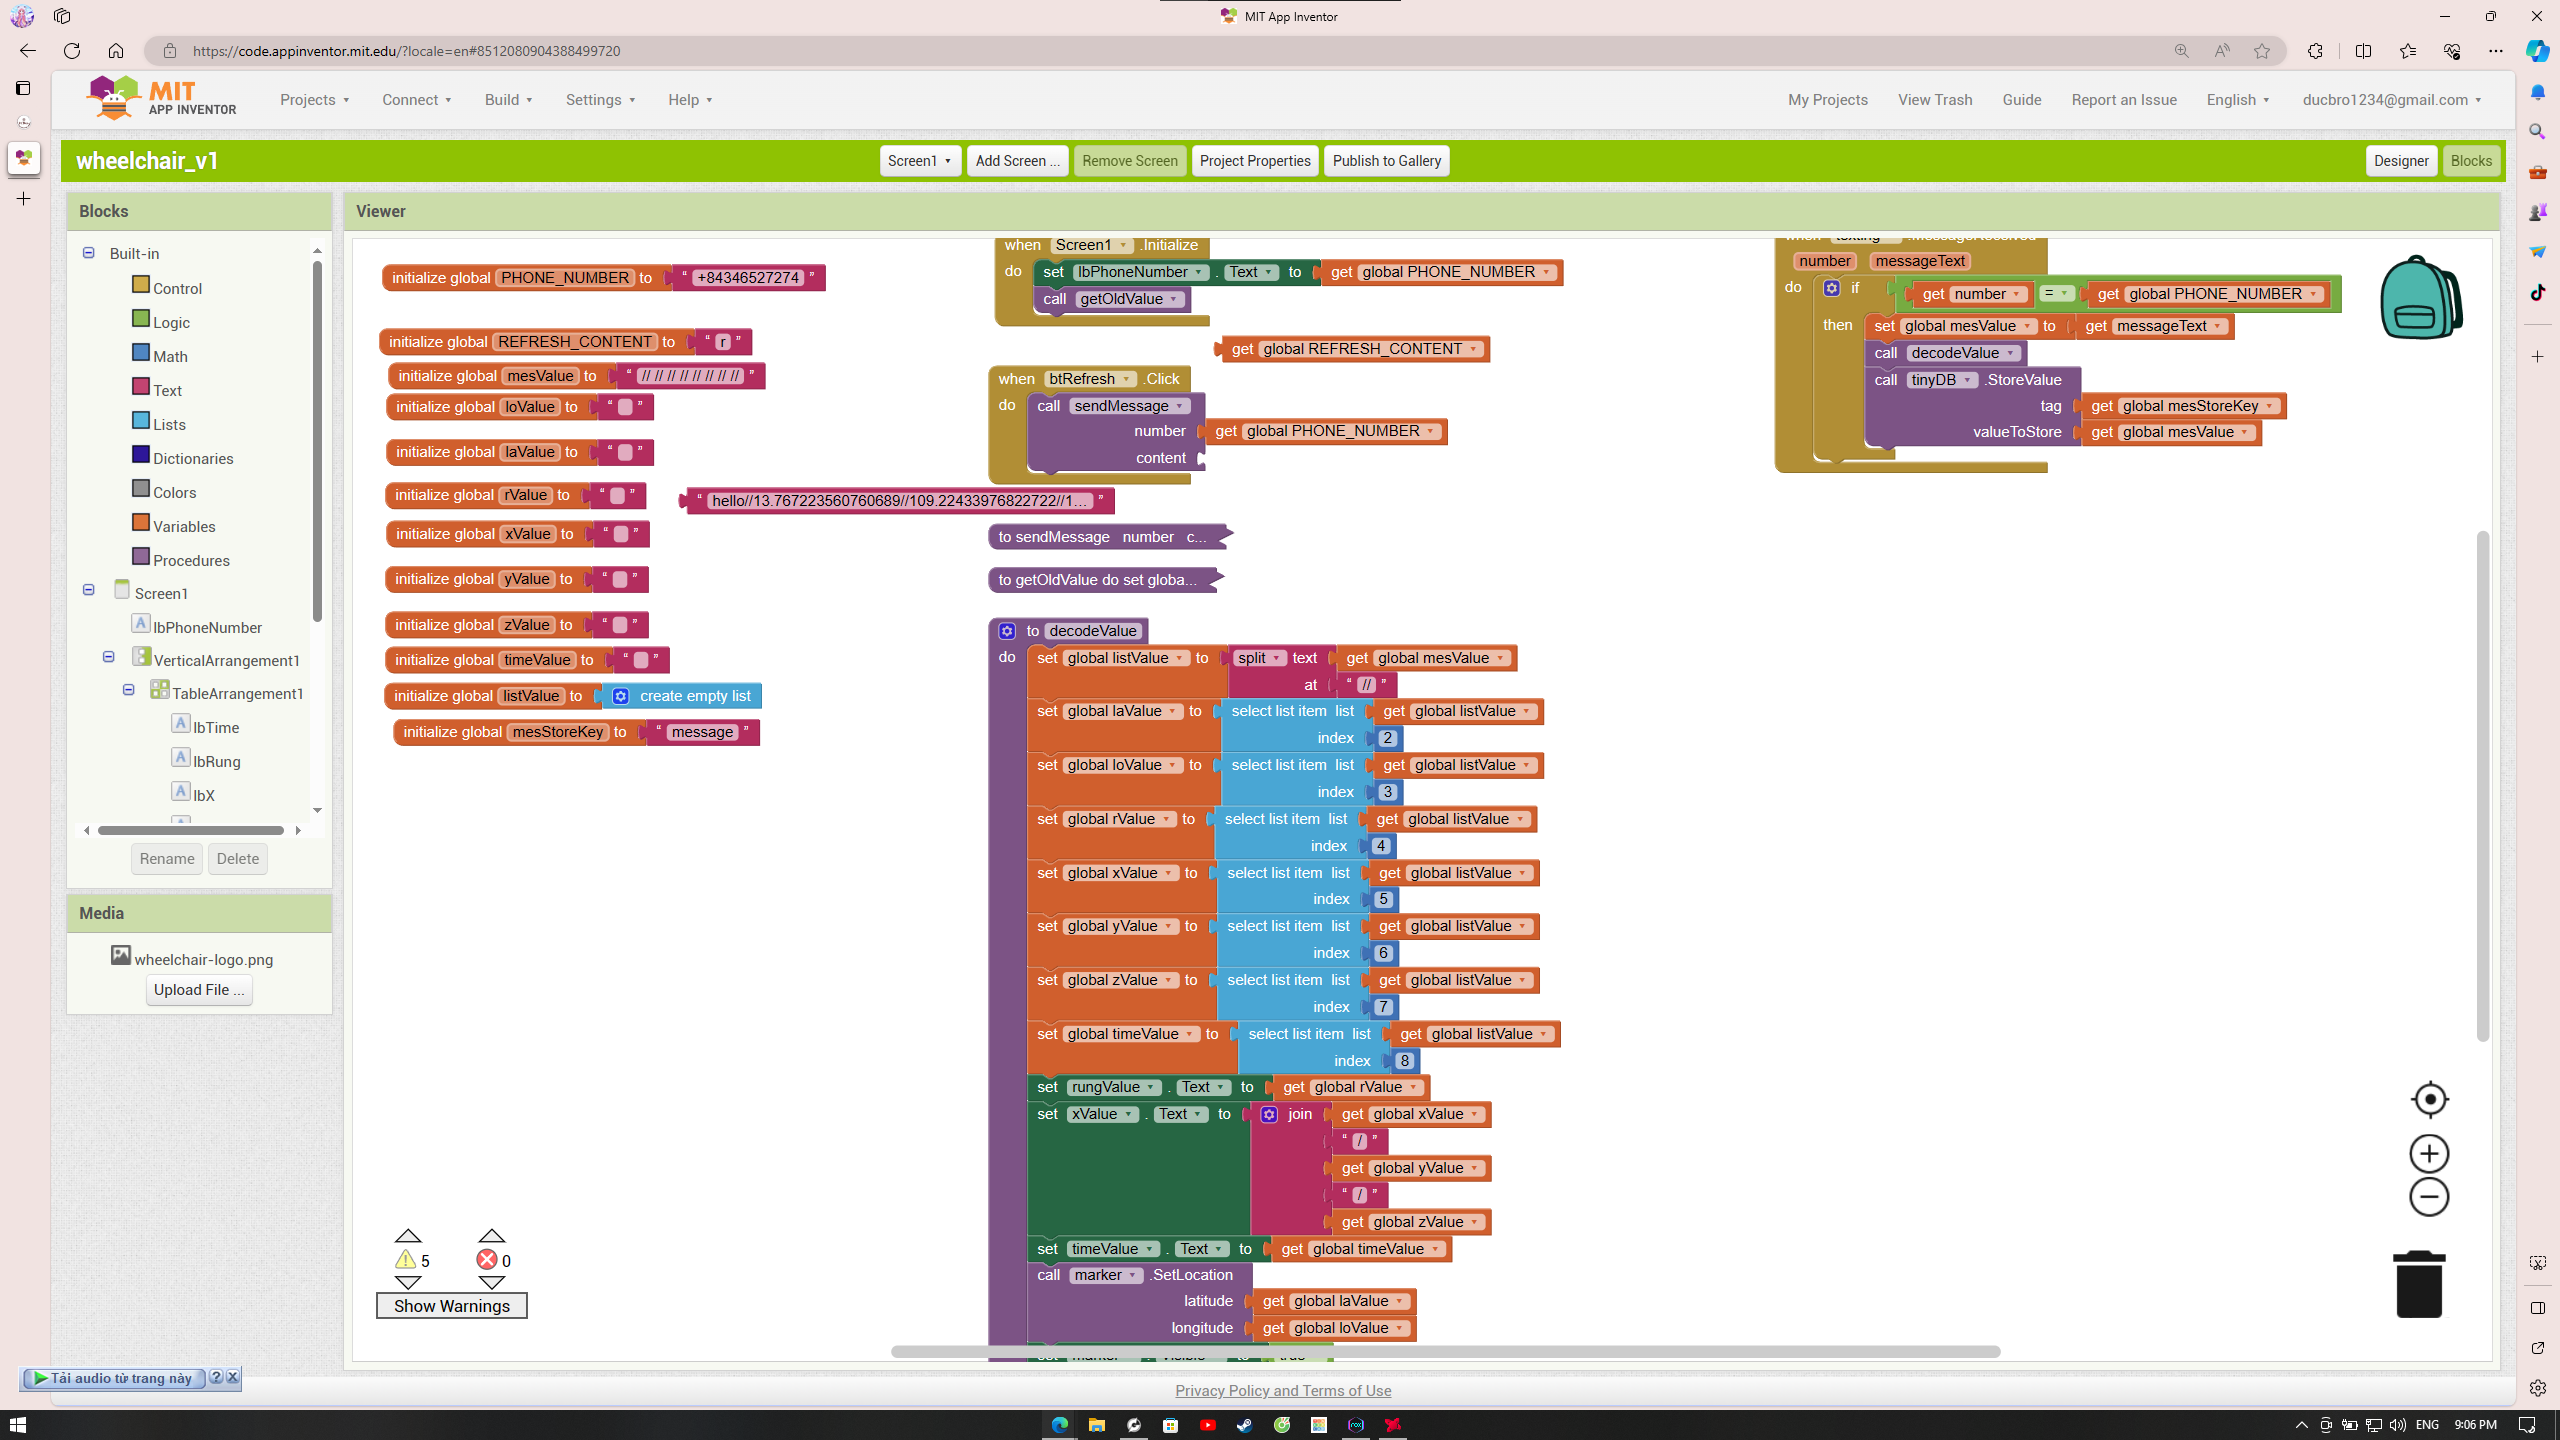 MIT App Inventor
https://code.appinventor.mit.edu/?locale=en#8512080904388499720
MIT
APP INVENTOR
Projects
Connect
Build
Settings
Help
My Projects
View Trash
Guide
Report an Issue
English
ducbro1234@gmail.com
wheelchair_v1
Screen1
Add Screen ...
Remove Screen
Project Properties
Publish to Gallery
Designer
Blocks
Blocks
Built-in
Control
Logic
Math
Text
Lists
Dictionaries
Colors
Variables
Procedures
Screen1
lbPhoneNumber
VerticalArrangement1
TableArrangement1
lbTime
lbRung
lbX
Rename
Delete
Media
wheelchair-logo.png
Upload File ...
Viewer
initialize global PHONE_NUMBER to “ +84346527274 ”
initialize global REFRESH_CONTENT to “ r ”
initialize global mesValue to “ // // // // // // // // ”
initialize global loValue to “ ”
initialize global laValue to “ ”
initialize global rValue to “ ”
initialize global xValue to “ ”
initialize global yValue to “ ”
initialize global zValue to “ ”
initialize global timeValue to “ ”
initialize global listValue to create empty list
initialize global mesStoreKey to “ message ”
“ hello//13.767223560760689//109.22433976822722//1... ”
when Screen1 .Initialize
do set lbPhoneNumber . Text to get global PHONE_NUMBER
call getOldValue
get global REFRESH_CONTENT
when btRefresh .Click
do call sendMessage
number get global PHONE_NUMBER
content
to sendMessage number c...
to getOldValue do set globa...
to decodeValue
do set global listValue to split text get global mesValue
at “ // ”
set global laValue to select list item list get global listValue
index 2
set global loValue to select list item list get global listValue
index 3
set global rValue to select list item list get global listValue
index 4
set global xValue to select list item list get global listValue
index 5
set global yValue to select list item list get global listValue
index 6
set global zValue to select list item list get global listValue
index 7
set global timeValue to select list item list get global listValue
index 8
set rungValue . Text to get global rValue
set xValue . Text to join get global xValue
“ / ”
get global yValue
“ / ”
get global zValue
set timeValue . Text to get global timeValue
call marker .SetLocation
latitude get global laValue
longitude get global loValue
set marker . Visible to true
when texting .MessageReceived
number messageText
do if get number = get global PHONE_NUMBER
then set global mesValue to get messageText
call decodeValue
call tinyDB .StoreValue
tag get global mesStoreKey
valueToStore get global mesValue
5
0
Show Warnings
Tải audio từ trang này
Privacy Policy and Terms of Use
ENG
9:06 PM